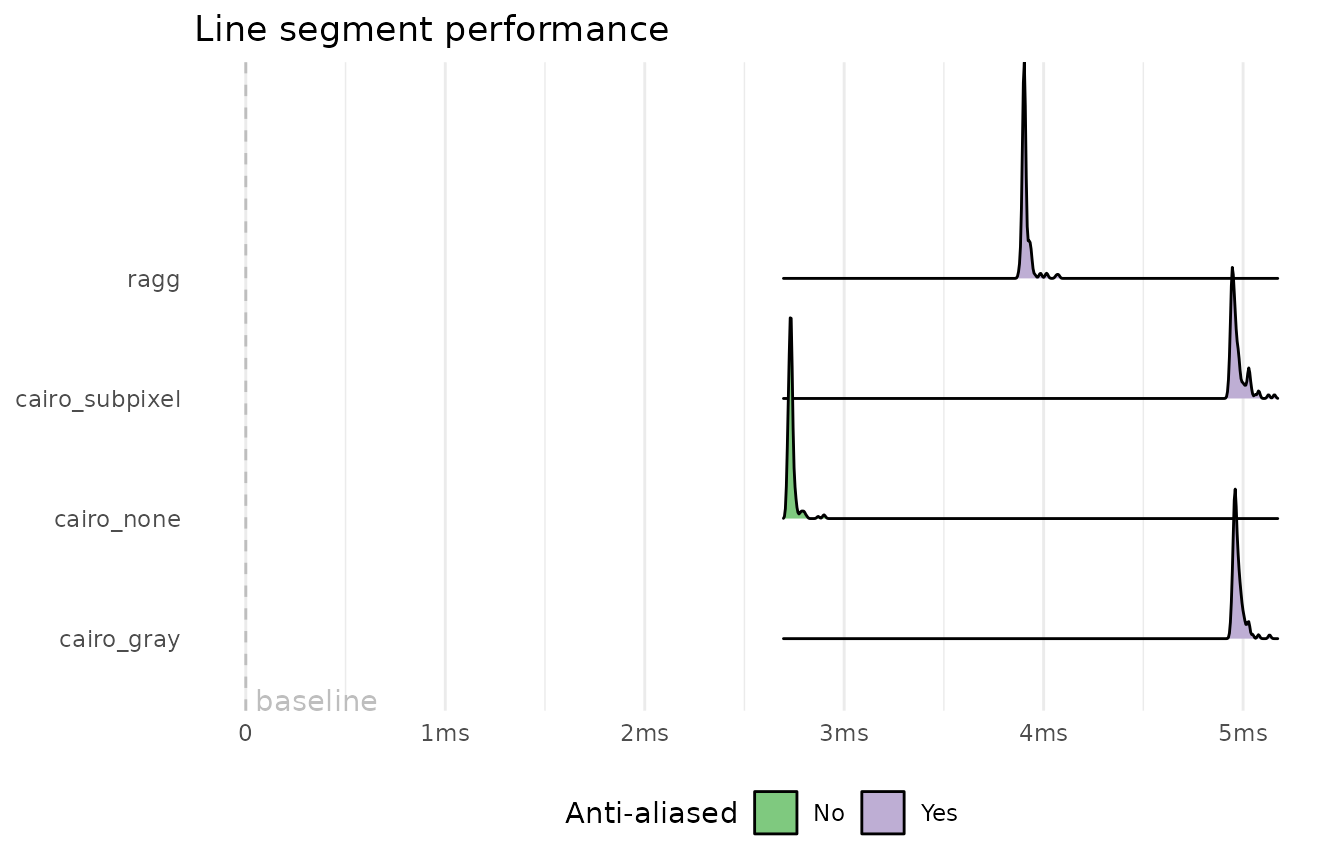 Line segment performance
ragg
cairo_subpixel
cairo_none
cairo_gray
baseline
0 1ms 2ms 3ms 4ms 5ms
Anti-aliased No Yes